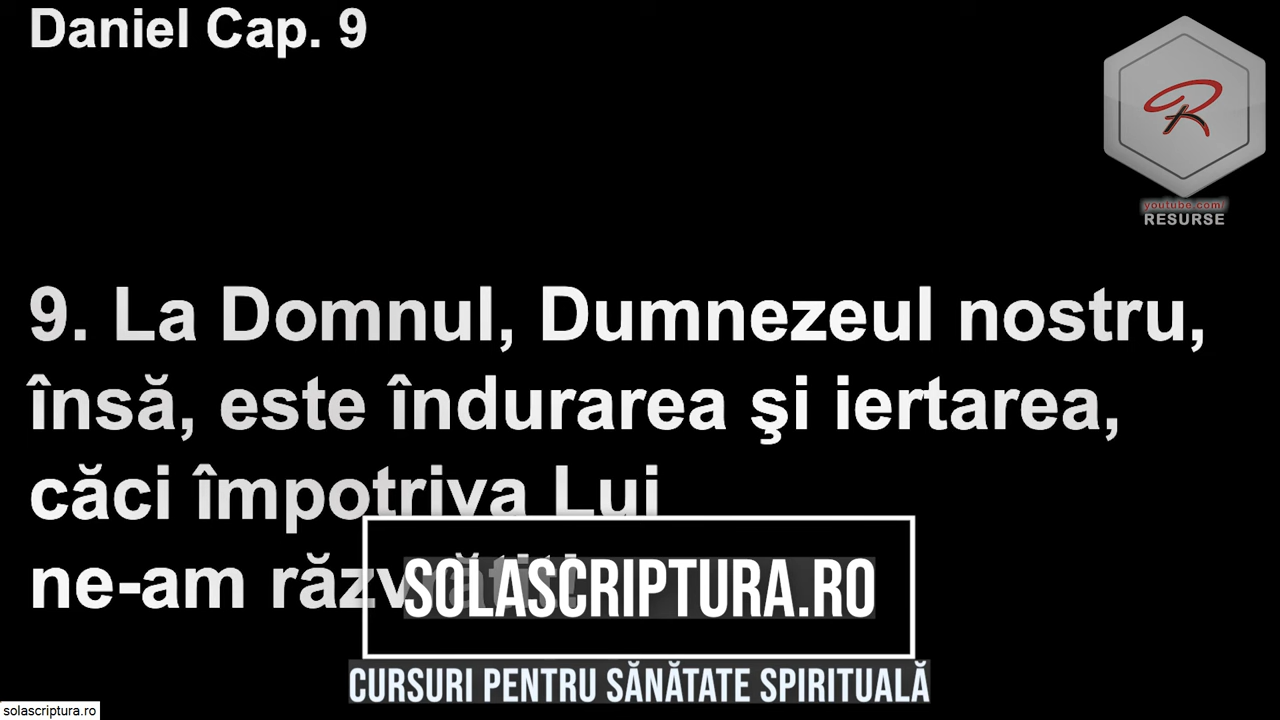 Daniel Cap. 9
R
youtube.com/
RESURSE
9. La Domnul, Dumnezeul nostru,
însă, este îndurarea şi iertarea,
căci împotriva Lui
ne-am răzvrătit!
SOLASCRIPTURA.RO
CURSURI PENTRU SĂNĂTATE SPIRITUALĂ
solascriptura.ro